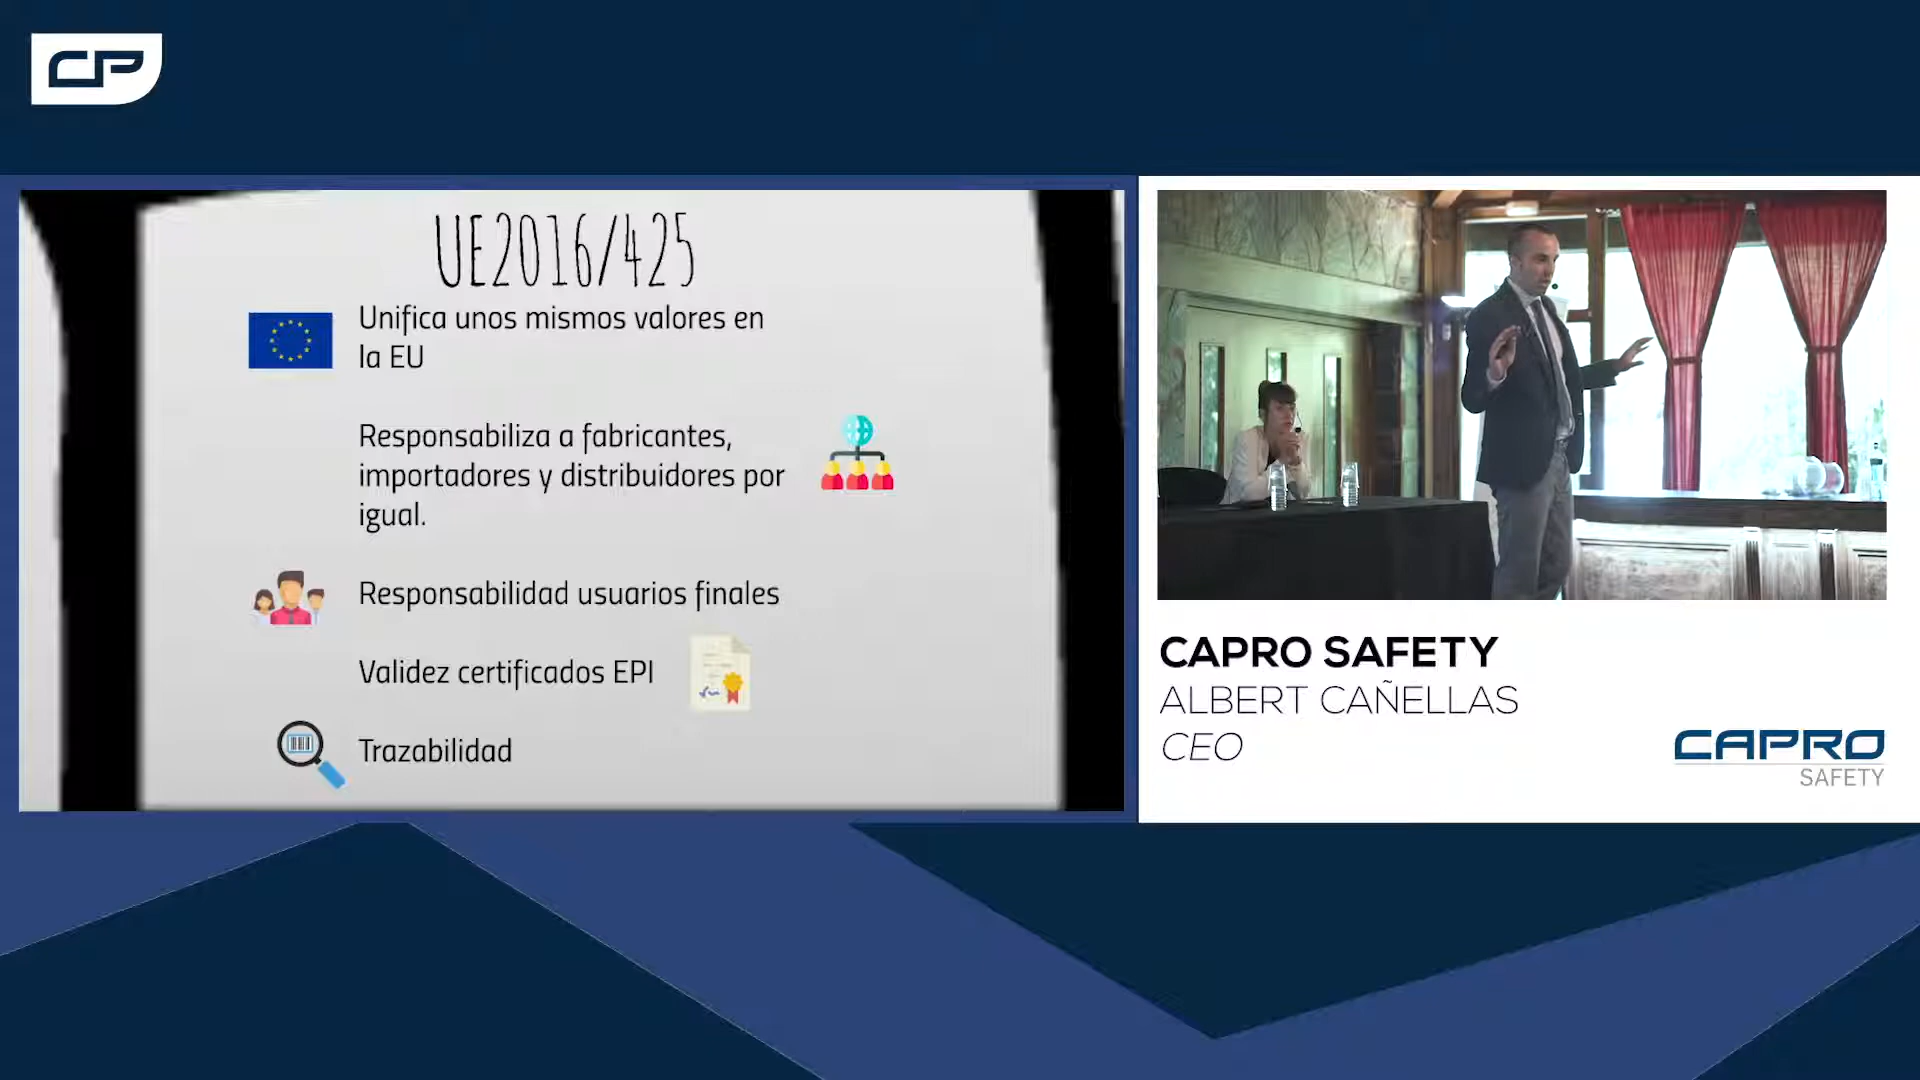 CP
UE2016/425
Unifica unos mismos valores en
la EU
Responsabiliza a fabricantes,
importadores y distribuidores por
igual.
Responsabilidad usuarios finales
Validez certificados EPI
Trazabilidad
CAPRO SAFETY
ALBERT CAÑELLAS
CEO
CAPRO
SAFETY